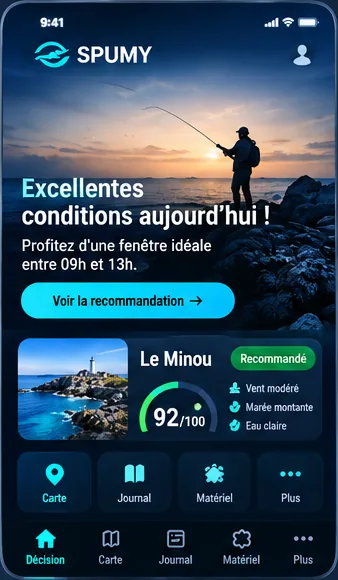 9:41
SPUMY
Excellentes
conditions aujourd'hui !
Profitez d'une fenêtre idéale
entre 09h et 13h.
Voir la recommandation →
Le Minou
Recommandé
92/100
Vent modéré
Marée montante
Eau claire
Carte
Journal
Matériel
Plus
Décision
Carte
Journal
Matériel
Plus